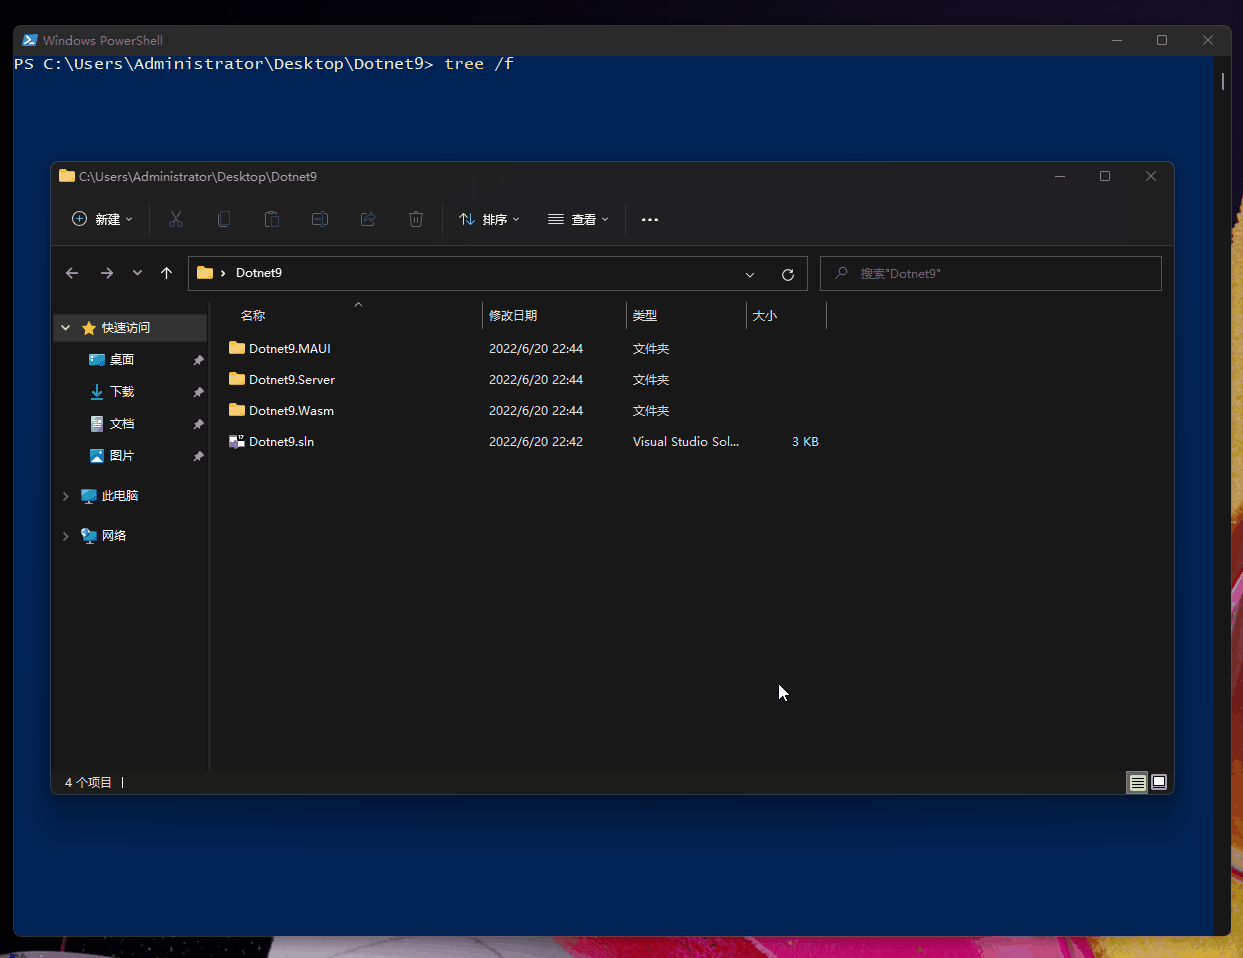 Windows PowerShell
PS C:\Users\Administrator\Desktop\Dotnet9> tree /f
C:\Users\Administrator\Desktop\Dotnet9
新建 排序 查看
Dotnet9 搜索"Dotnet9"
名称 修改日期 类型 大小
快速访问
桌面
下载
文档
图片
此电脑
网络
Dotnet9.MAUI 2022/6/20 22:44 文件夹
Dotnet9.Server 2022/6/20 22:44 文件夹
Dotnet9.Wasm 2022/6/20 22:44 文件夹
Dotnet9.sln 2022/6/20 22:42 Visual Studio Sol... 3 KB
4 个项目